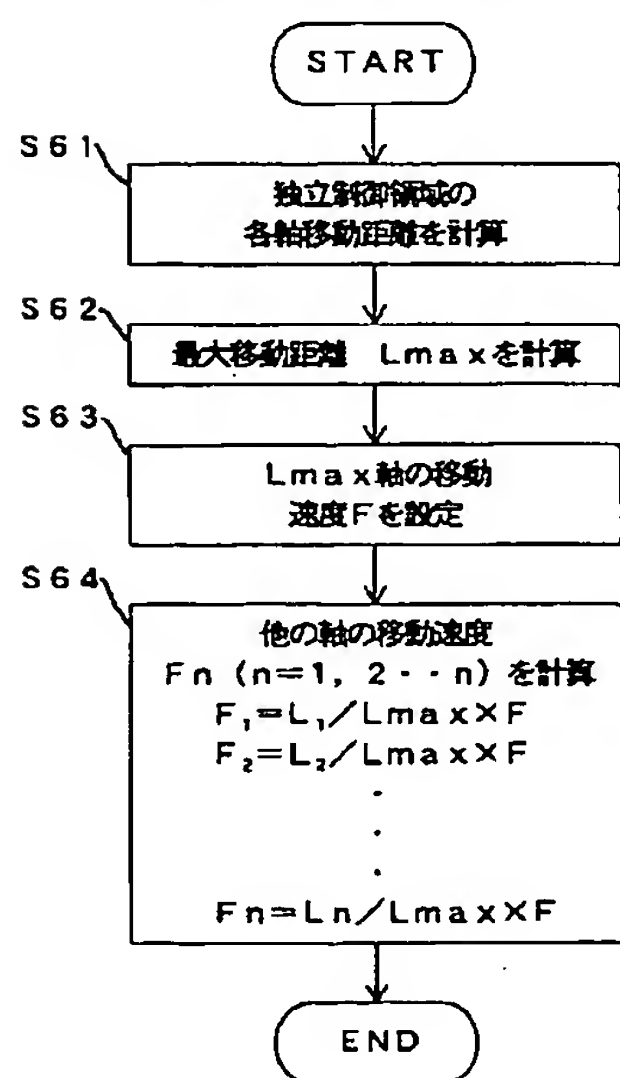 START
S61
独立制御領域の
各軸移動距離を計算
S62
最大移動距離 Lmaxを計算
S63
Lmax軸の移動
速度Fを設定
S64
他の軸の移動速度
Fn (n=1, 2・・n) を計算
F₁=L₁/Lmax×F
F₂=L₂/Lmax×F
・
・
・
Fn=Ln/Lmax×F
END